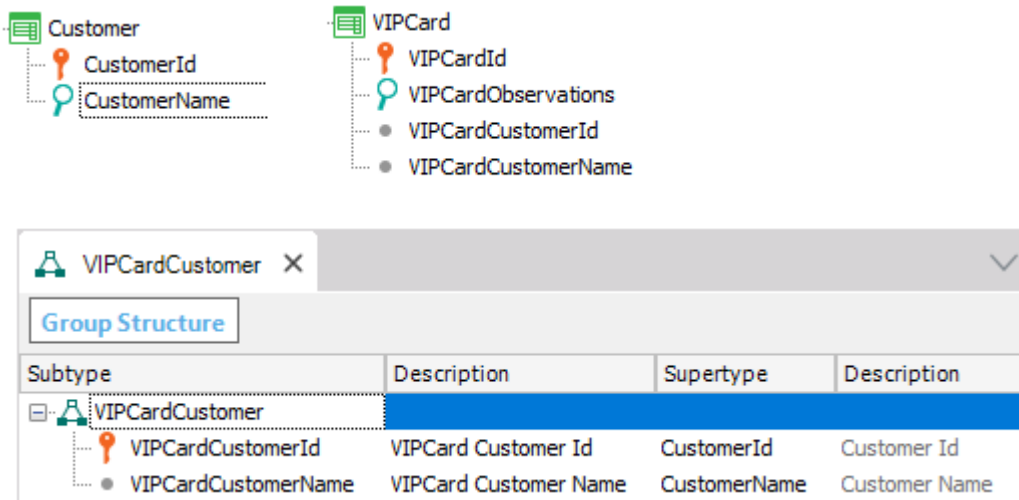 Customer
CustomerId
CustomerName
VIPCard
VIPCardId
VIPCardObservations
VIPCardCustomerId
VIPCardCustomerName
VIPCardCustomer
Group Structure
Subtype Description Supertype Description
VIPCardCustomer
VIPCardCustomerId VIPCard Customer Id CustomerId Customer Id
VIPCardCustomerName VIPCard Customer Name CustomerName Customer Name